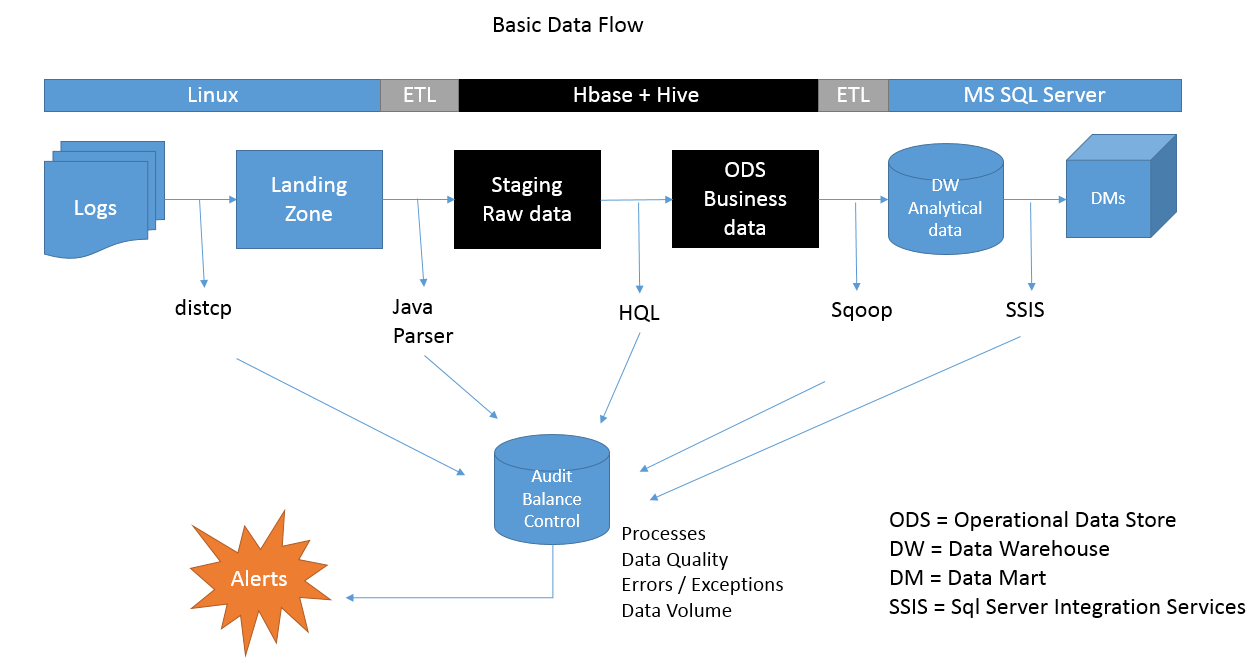 Basic Data Flow
Linux
ETL
Hbase + Hive
ETL
MS SQL Server
Logs
Landing
Zone
Staging
Raw data
ODS
Business
data
DW
Analytical
data
DMs
distcp
Java
Parser
HQL
Sqoop
SSIS
Audit
Balance
Control
Processes
Data Quality
Errors / Exceptions
Data Volume
Alerts
ODS = Operational Data Store
DW = Data Warehouse
DM = Data Mart
SSIS = Sql Server Integration Services